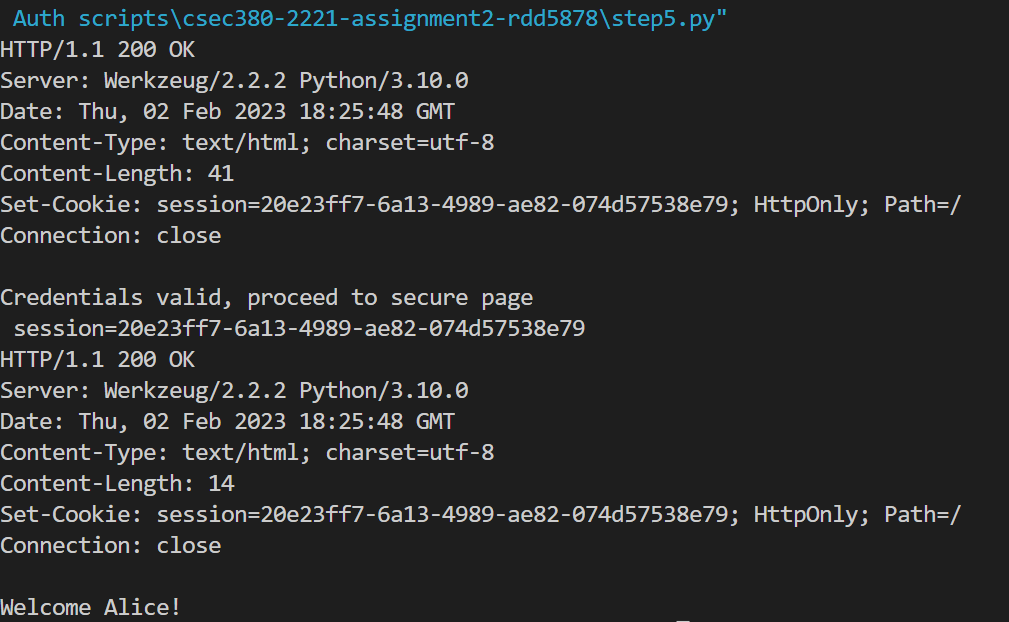 Auth scripts\csec380-2221-assignment2-rdd5878\step5.py"
HTTP/1.1 200 OK
Server: Werkzeug/2.2.2 Python/3.10.0
Date: Thu, 02 Feb 2023 18:25:48 GMT
Content-Type: text/html; charset=utf-8
Content-Length: 41
Set-Cookie: session=20e23ff7-6a13-4989-ae82-074d57538e79; HttpOnly; Path=/
Connection: close

Credentials valid, proceed to secure page
session=20e23ff7-6a13-4989-ae82-074d57538e79
HTTP/1.1 200 OK
Server: Werkzeug/2.2.2 Python/3.10.0
Date: Thu, 02 Feb 2023 18:25:48 GMT
Content-Type: text/html; charset=utf-8
Content-Length: 14
Set-Cookie: session=20e23ff7-6a13-4989-ae82-074d57538e79; HttpOnly; Path=/
Connection: close

Welcome Alice!